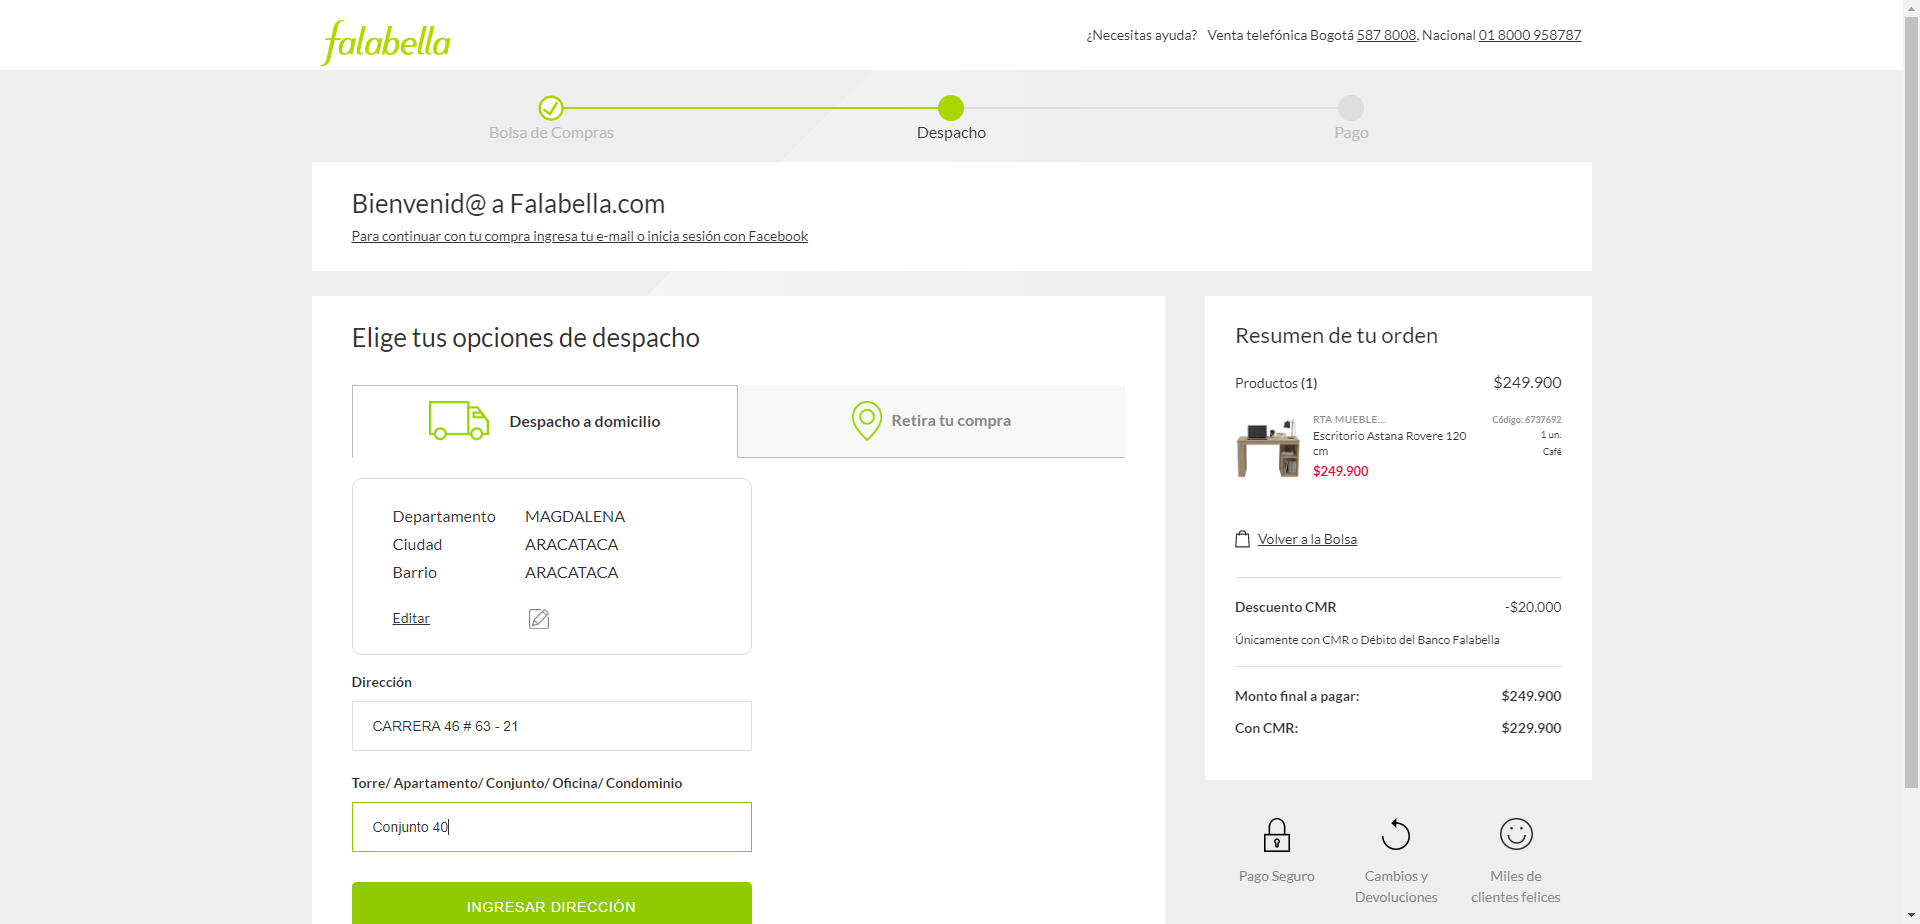 falabella
¿Necesitas ayuda? Venta telefónica Bogotá 587 8008, Nacional 01 8000 958787
Bolsa de Compras
Despacho
Pago
Bienvenid@ a Falabella.com
Para continuar con tu compra ingresa tu e-mail o inicia sesión con Facebook
Elige tus opciones de despacho
Despacho a domicilio
Retira tu compra
Departamento MAGDALENA
Ciudad ARACATACA
Barrio ARACATACA
Editar
Dirección
CARRERA 46 # 63 - 21
Torre/ Apartamento/ Conjunto/ Oficina/ Condominio
Conjunto 40
INGRESAR DIRECCIÓN
Resumen de tu orden
Productos (1) $249.900
RTA MUEBLE... Código: 6737692
Escritorio Astana Rovere 120 1 un.
cm Café
$249.900
Volver a la Bolsa
Descuento CMR -$20.000
Únicamente con CMR o Débito del Banco Falabella
Monto final a pagar: $249.900
Con CMR: $229.900
Pago Seguro
Cambios y
Devoluciones
Miles de
clientes felices